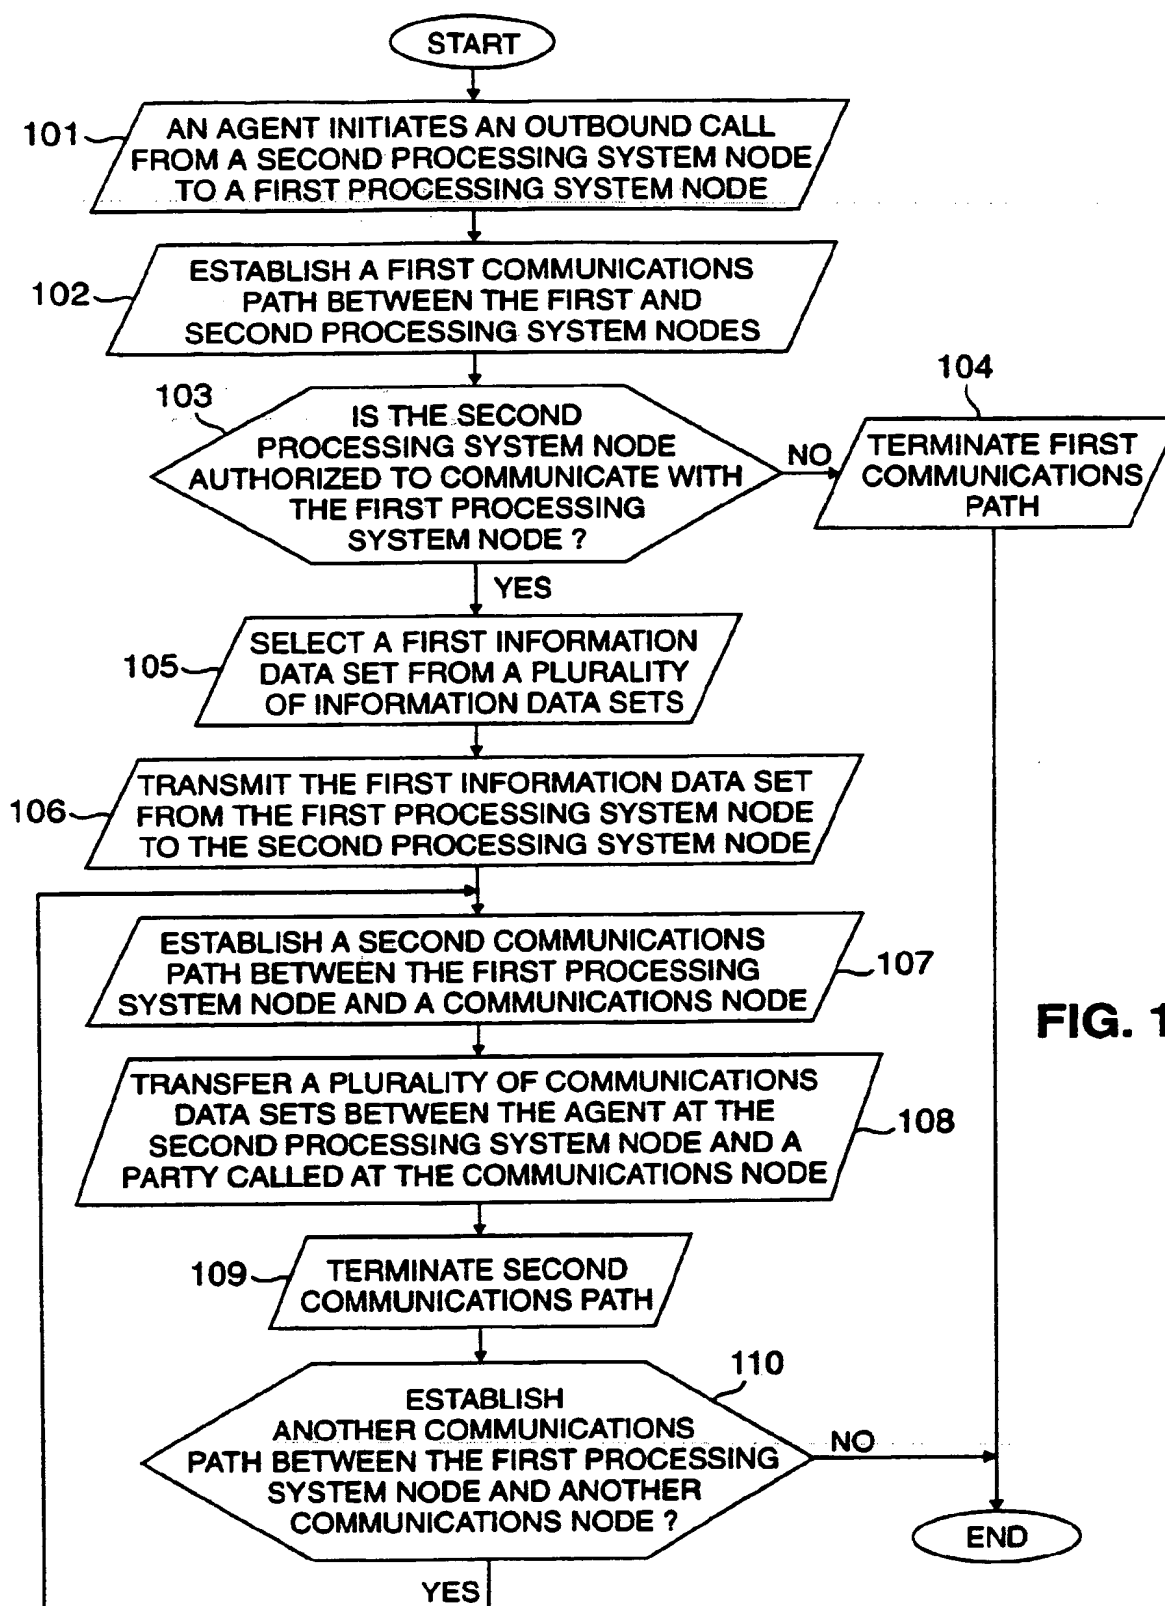 START
101
AN AGENT INITIATES AN OUTBOUND CALL
FROM A SECOND PROCESSING SYSTEM NODE
TO A FIRST PROCESSING SYSTEM NODE
102
ESTABLISH A FIRST COMMUNICATIONS
PATH BETWEEN THE FIRST AND
SECOND PROCESSING SYSTEM NODES
103
IS THE SECOND
PROCESSING SYSTEM NODE
AUTHORIZED TO COMMUNICATE WITH
THE FIRST PROCESSING
SYSTEM NODE ?
NO
104
TERMINATE FIRST
COMMUNICATIONS
PATH
YES
105
SELECT A FIRST INFORMATION
DATA SET FROM A PLURALITY
OF INFORMATION DATA SETS
106
TRANSMIT THE FIRST INFORMATION DATA SET
FROM THE FIRST PROCESSING SYSTEM NODE
TO THE SECOND PROCESSING SYSTEM NODE
ESTABLISH A SECOND COMMUNICATIONS
PATH BETWEEN THE FIRST PROCESSING
SYSTEM NODE AND A COMMUNICATIONS NODE
107
FIG. 1
TRANSFER A PLURALITY OF COMMUNICATIONS
DATA SETS BETWEEN THE AGENT AT THE
SECOND PROCESSING SYSTEM NODE AND A
PARTY CALLED AT THE COMMUNICATIONS NODE
108
109
TERMINATE SECOND
COMMUNICATIONS PATH
110
ESTABLISH
ANOTHER COMMUNICATIONS
PATH BETWEEN THE FIRST PROCESSING
SYSTEM NODE AND ANOTHER
COMMUNICATIONS NODE ?
NO
END
YES